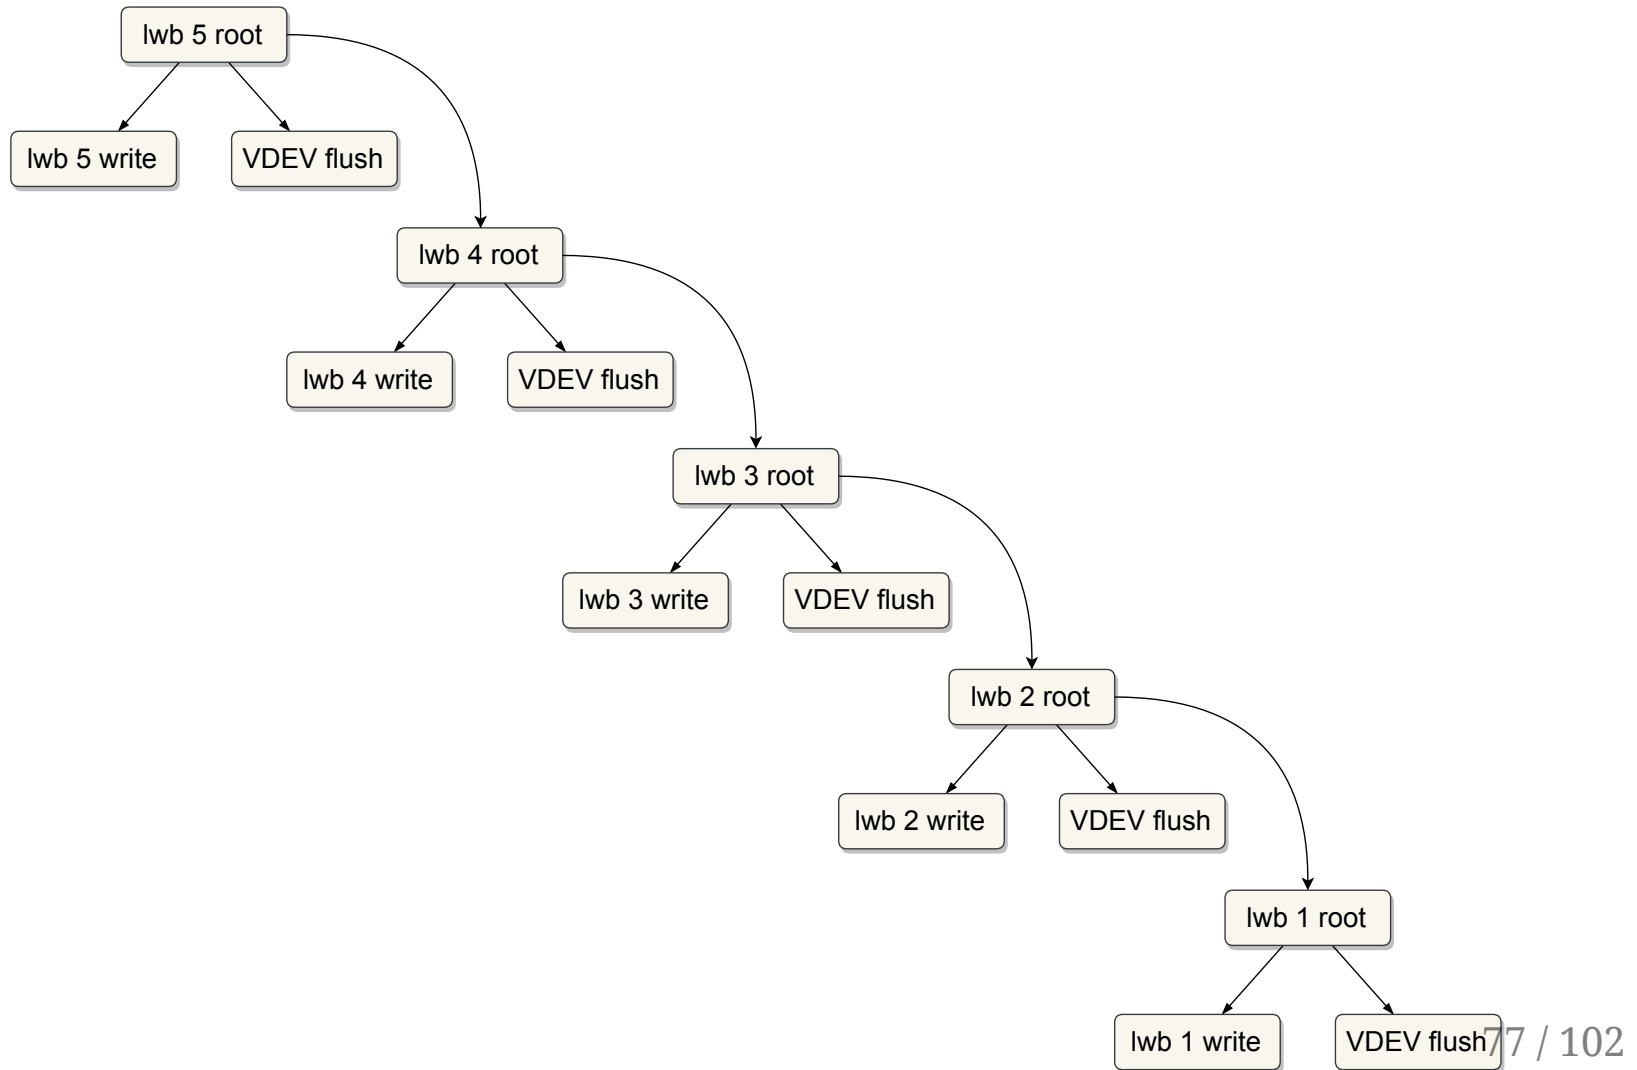 lwb 5 root
lwb 5 write
VDEV flush
lwb 4 root
lwb 4 write
VDEV flush
lwb 3 root
lwb 3 write
VDEV flush
lwb 2 root
lwb 2 write
VDEV flush
lwb 1 root
lwb 1 write
VDEV flush
77 / 102